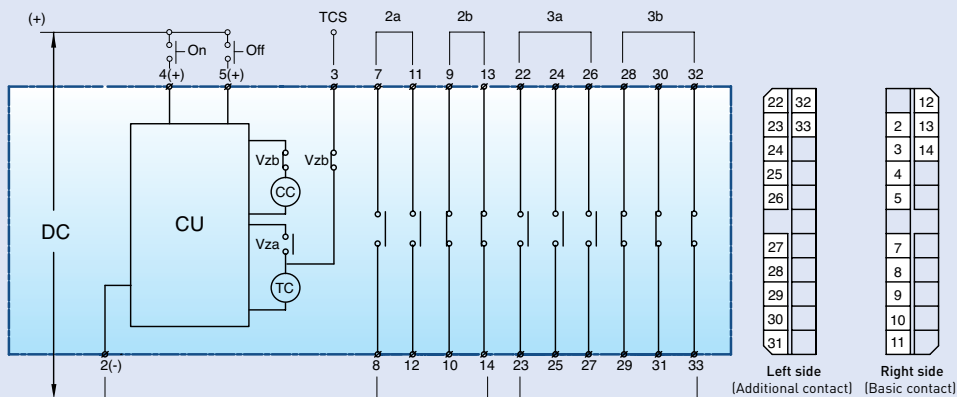 (+) TCS 2a 2b 3a 3b
On Off
4(+) 5(+) 3 7 11 9 13 22 24 26 28 30 32
Vzb Vzb
CC
DC CU
Vza
TC
2(-) 8 12 10 14 23 25 27 29 31 33
22 32
23 33
24
25
26
27
28
29
30
31
Left side
(Additional contact)
12
2 13
3 14
4
5
7
8
9
10
11
Right side
(Basic contact)